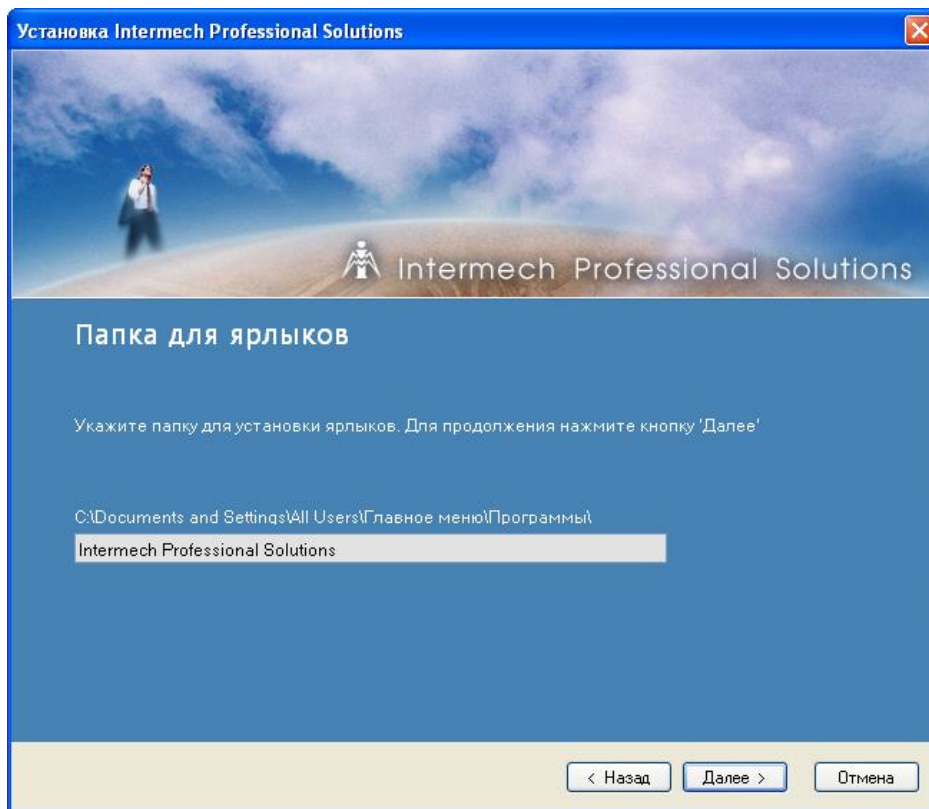 Установка Intermech Professional Solutions
Intermech Professional Solutions
Папка для ярлыков
Укажите папку для установки ярлыков. Для продолжения нажмите кнопку 'Далее'
C:\Documents and Settings\All Users\Главное меню\Программы\
Intermech Professional Solutions
< Назад Далее > Отмена